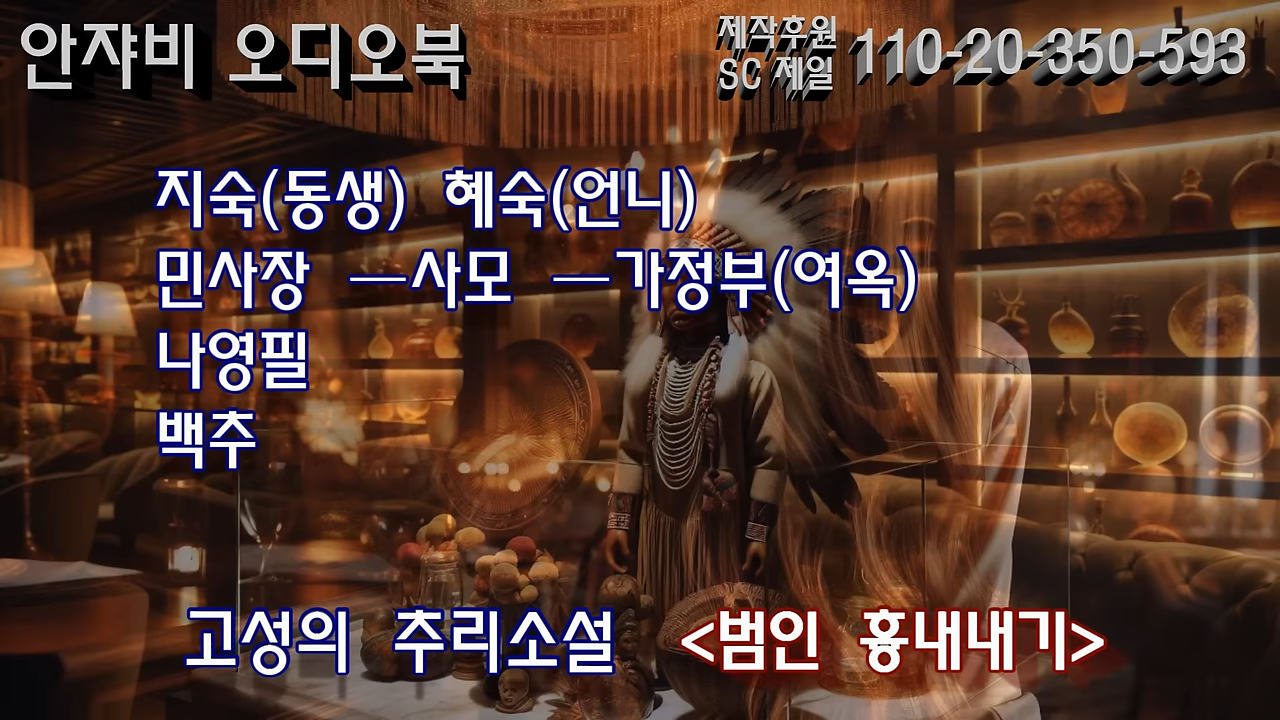 안쟈비 오디오북
제작후원
SC 제일
110-20-350-593
지숙(동생) 혜숙(언니)
민사장 —사모 —가정부(여옥)
나영필
백추
고성의 추리소설 <범인 흉내내기>